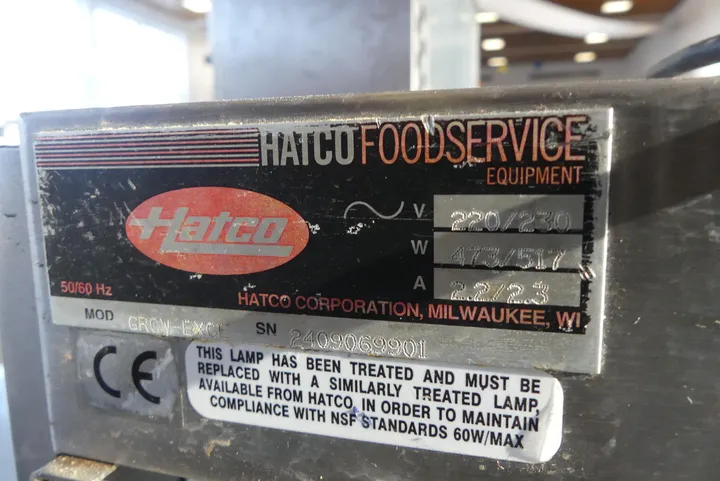 HATCO FOODSERVICE
EQUIPMENT
Hatco
V 220/230
W 473/517
A 2.2/2.3
50/60 Hz
HATCO CORPORATION, MILWAUKEE, WI
MOD SN 2409069901
CE
THIS LAMP HAS BEEN TREATED AND MUST BE
REPLACED WITH A SIMILARLY TREATED LAMP,
AVAILABLE FROM HATCO, IN ORDER TO MAINTAIN
COMPLIANCE WITH NSF STANDARDS 60W/MAX